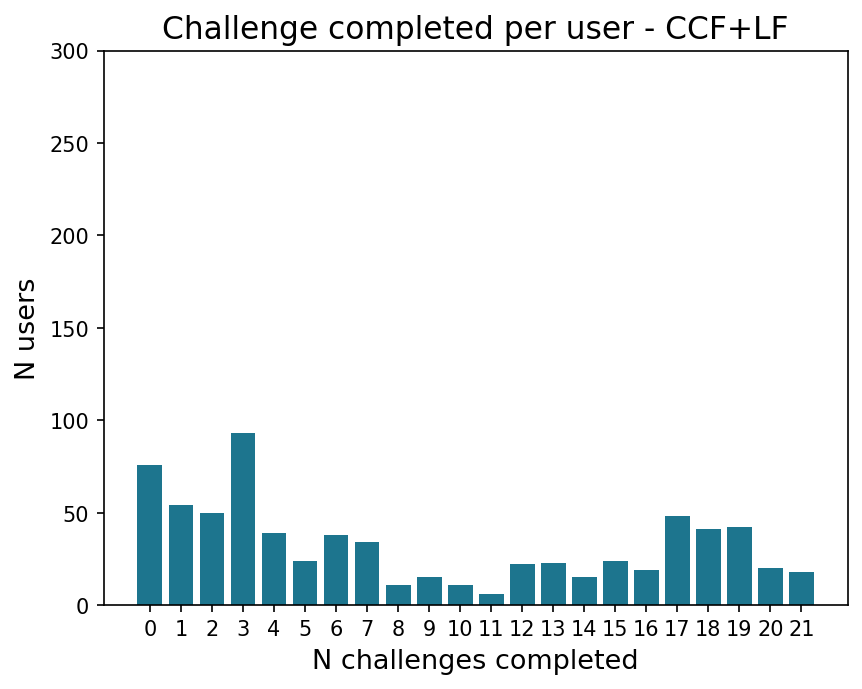 Challenge completed per user - CCF+LF
300
250
200
150
100
50
0
N users
0 1 2 3 4 5 6 7 8 9 10 11 12 13 14 15 16 17 18 19 20 21
N challenges completed